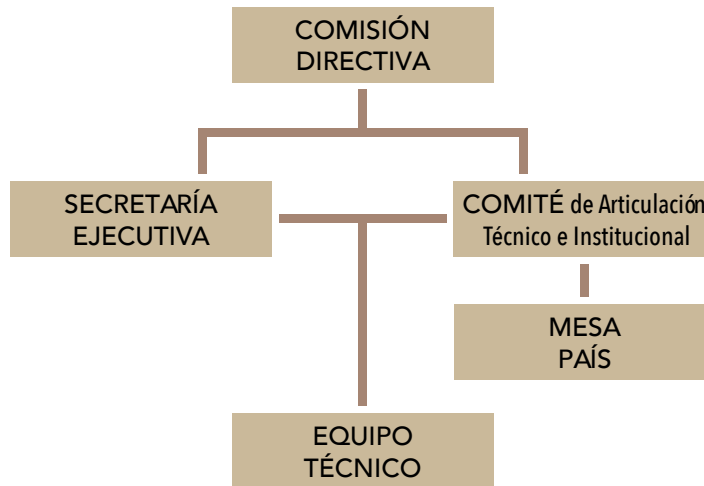 COMISIÓN
DIRECTIVA
SECRETARÍA
EJECUTIVA
COMITÉ de Articulación
Técnico e Institucional
MESA
PAÍS
EQUIPO
TÉCNICO